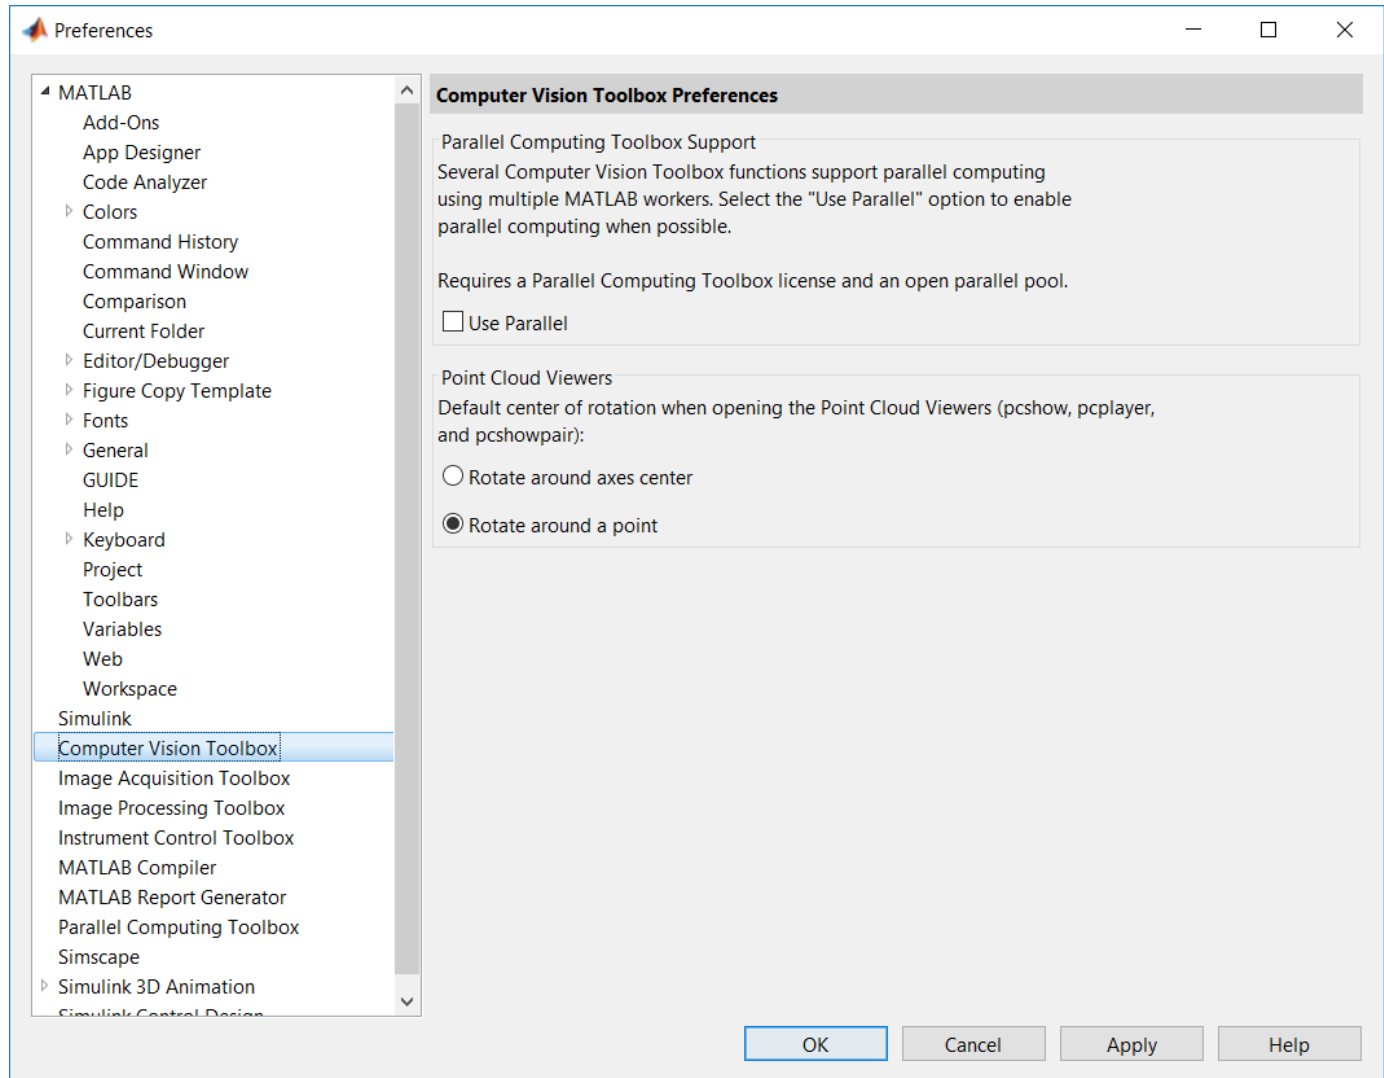 Preferences
MATLAB
Add-Ons
App Designer
Code Analyzer
Colors
Command History
Command Window
Comparison
Current Folder
Editor/Debugger
Figure Copy Template
Fonts
General
GUIDE
Help
Keyboard
Project
Toolbars
Variables
Web
Workspace
Simulink
Computer Vision Toolbox
Image Acquisition Toolbox
Image Processing Toolbox
Instrument Control Toolbox
MATLAB Compiler
MATLAB Report Generator
Parallel Computing Toolbox
Simscape
Simulink 3D Animation
Simulink Control Design
Computer Vision Toolbox Preferences
Parallel Computing Toolbox Support
Several Computer Vision Toolbox functions support parallel computing
using multiple MATLAB workers. Select the "Use Parallel" option to enable
parallel computing when possible.
Requires a Parallel Computing Toolbox license and an open parallel pool.
Use Parallel
Point Cloud Viewers
Default center of rotation when opening the Point Cloud Viewers (pcshow, pcplayer,
and pcshowpair):
Rotate around axes center
Rotate around a point
OK
Cancel
Apply
Help